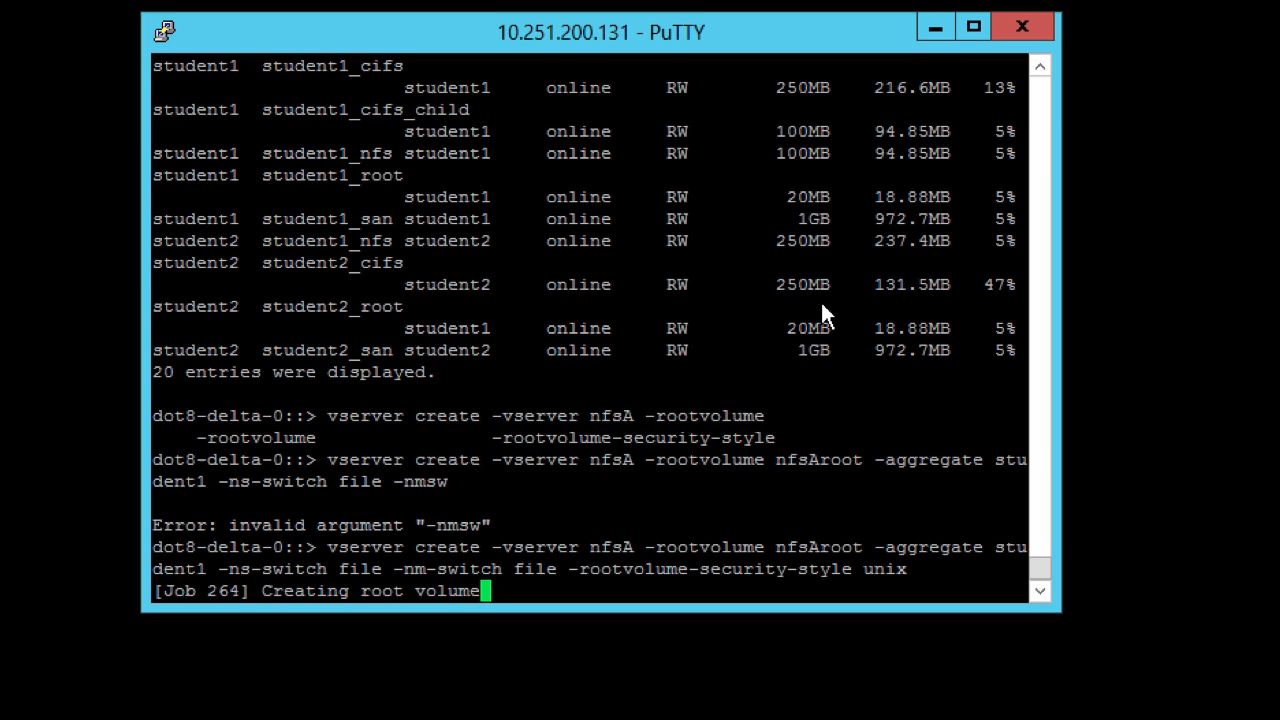 10.251.200.131 - PuTTY
student1  student1_cifs
                       student1     online     RW        250MB    216.6MB   13%
student1  student1_cifs_child
                       student1     online     RW        100MB    94.85MB    5%
student1  student1_nfs student1     online     RW        100MB    94.85MB    5%
student1  student1_root
                       student1     online     RW         20MB    18.88MB    5%
student1  student1_san student1     online     RW          1GB    972.7MB    5%
student2  student1_nfs student2     online     RW        250MB    237.4MB    5%
student2  student2_cifs
                       student2     online     RW        250MB    131.5MB   47%
student2  student2_root
                       student1     online     RW         20MB    18.88MB    5%
student2  student2_san student2     online     RW          1GB    972.7MB    5%
20 entries were displayed.
dot8-delta-0::> vserver create -vserver nfsA -rootvolume
    -rootvolume                -rootvolume-security-style
dot8-delta-0::> vserver create -vserver nfsA -rootvolume nfsAroot -aggregate stu
dent1 -ns-switch file -nmsw
Error: invalid argument "-nmsw"
dot8-delta-0::> vserver create -vserver nfsA -rootvolume nfsAroot -aggregate stu
dent1 -ns-switch file -nm-switch file -rootvolume-security-style unix
[Job 264] Creating root volume